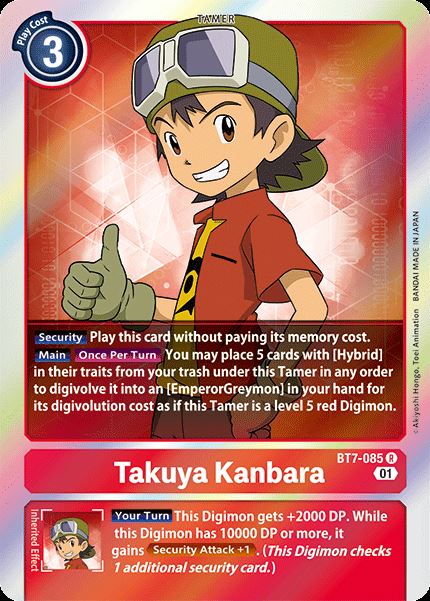 TAMER
Play Cost
3
Security Play this card without paying its memory cost.
Main Once Per Turn You may place 5 cards with [Hybrid]
in their traits from your trash under this Tamer in any order
to digivolve it into an [EmperorGreymon] in your hand for
its digivolution cost as if this Tamer is a level 5 red Digimon.
©Akiyoshi Hongo, Toei Animation BANDAI MADE IN JAPAN
BT7-085 R
Takuya Kanbara
01
Inherited Effect
Your Turn This Digimon gets +2000 DP. While
this Digimon has 10000 DP or more, it
gains Security Attack +1. (This Digimon checks
1 additional security card.)